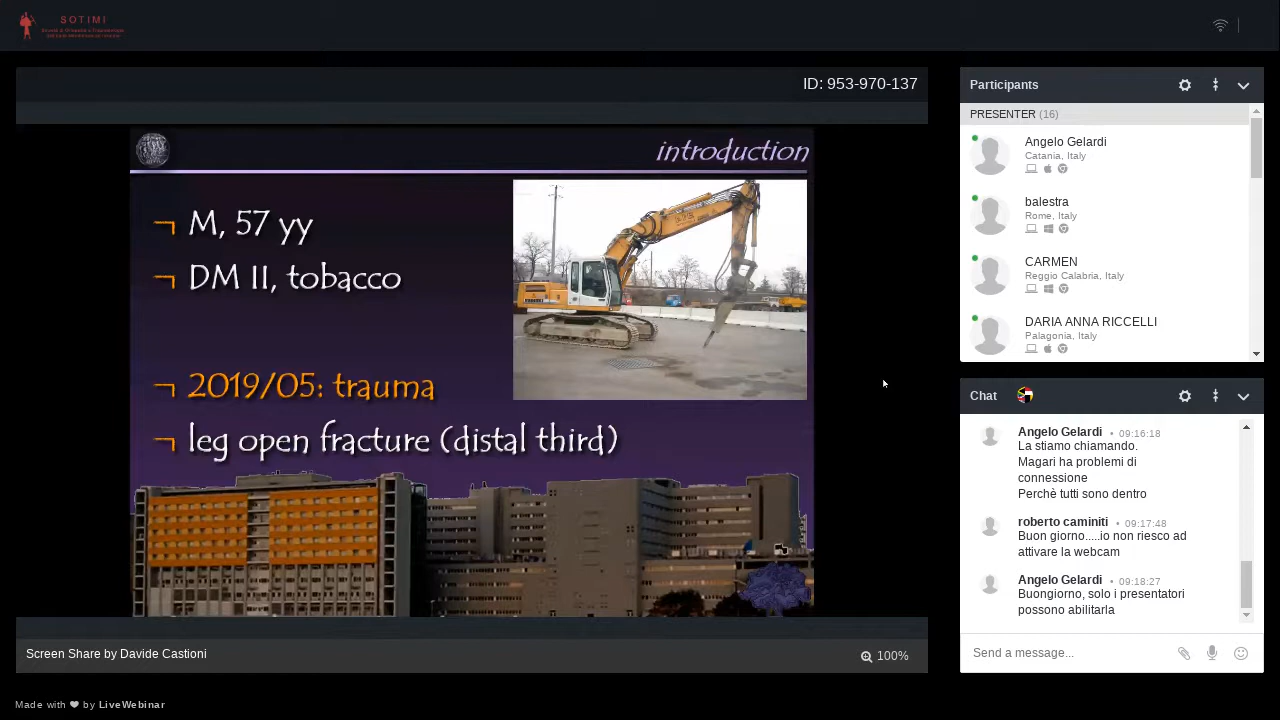 SOTIMI
ID: 953-970-137
introduction
M, 57 yy
DM II, tobacco
2019/05: trauma
leg open fracture (distal third)
Screen Share by Davide Castioni
100%
Made with ❤ by LiveWebinar
Participants
PRESENTER (16)
Angelo Gelardi
Catania, Italy
balestra
Rome, Italy
CARMEN
Reggio Calabria, Italy
DARIA ANNA RICCELLI
Palagonia, Italy
Chat
Angelo Gelardi • 09:16:18
La stiamo chiamando.
Magari ha problemi di
connessione
Perchè tutti sono dentro
roberto caminiti • 09:17:48
Buon giorno.....io non riesco ad
attivare la webcam
Angelo Gelardi • 09:18:27
Buongiorno, solo i presentatori
possono abilitarla
Send a message...